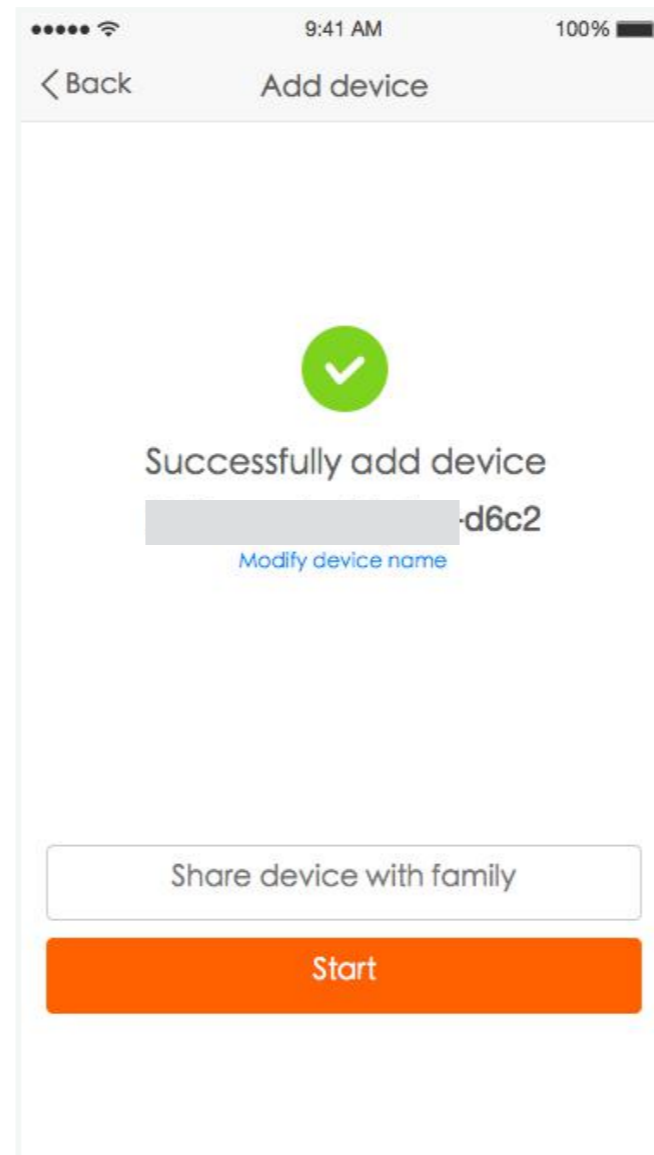 9:41 AM 100%
Back Add device
Successfully add device
-d6c2
Modify device name
Share device with family
Start